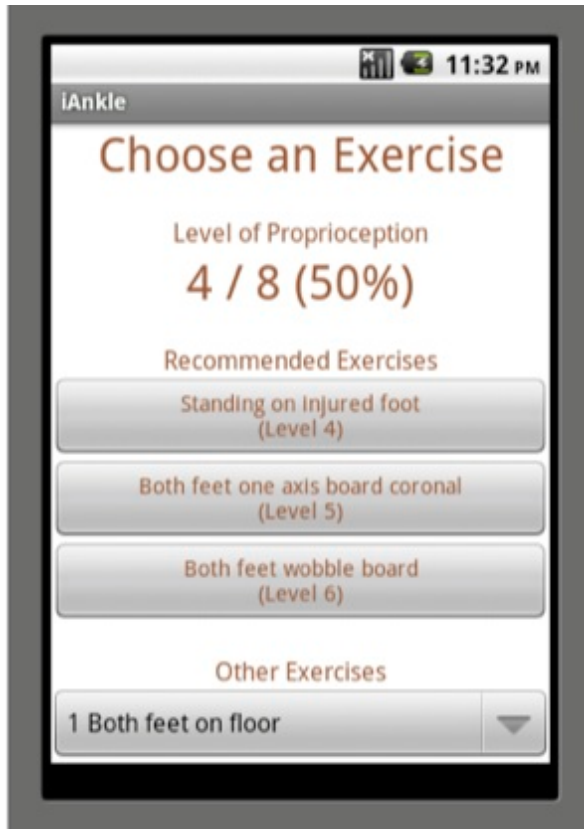 11:32 PM
iAnkle
Choose an Exercise
Level of Proprioception
4 / 8 (50%)
Recommended Exercises
Standing on injured foot
(Level 4)
Both feet one axis board coronal
(Level 5)
Both feet wobble board
(Level 6)
Other Exercises
1 Both feet on floor